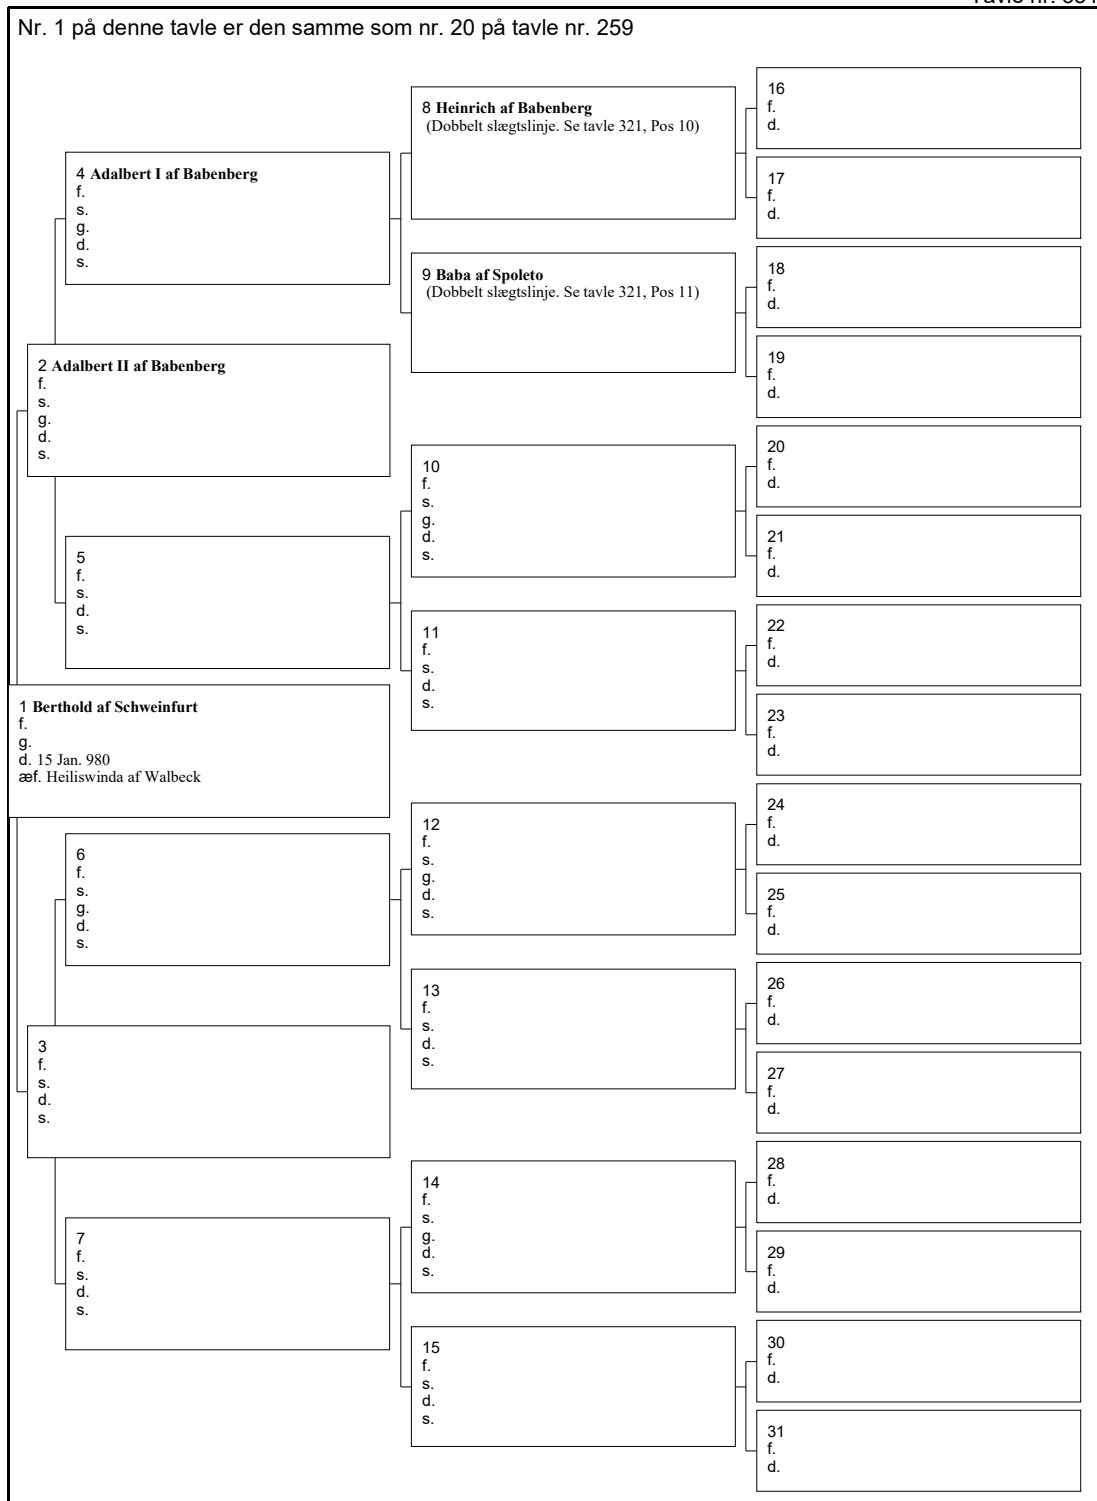 Nr. 1 på denne tavle er den samme som nr. 20 på tavle nr. 259
8 Heinrich af Babenberg
(Dobbelt slægtslinje. Se tavle 321, Pos 10)
16
f.
d.
4 Adalbert I af Babenberg
f.
s.
g.
d.
s.
17
f.
d.
9 Baba af Spoleto
(Dobbelt slægtslinje. Se tavle 321, Pos 11)
18
f.
d.
2 Adalbert II af Babenberg
f.
s.
g.
d.
s.
19
f.
d.
10
f.
s.
g.
d.
s.
20
f.
d.
5
f.
s.
d.
s.
21
f.
d.
11
f.
s.
d.
s.
22
f.
d.
1 Berthold af Schweinfurt
f.
g.
d. 15 Jan. 980
æf. Heiliswinda af Walbeck
23
f.
d.
12
f.
s.
g.
d.
s.
24
f.
d.
6
f.
s.
g.
d.
s.
25
f.
d.
13
f.
s.
d.
s.
26
f.
d.
3
f.
s.
d.
s.
27
f.
d.
14
f.
s.
g.
d.
s.
28
f.
d.
7
f.
s.
d.
s.
29
f.
d.
15
f.
s.
d.
s.
30
f.
d.
31
f.
d.